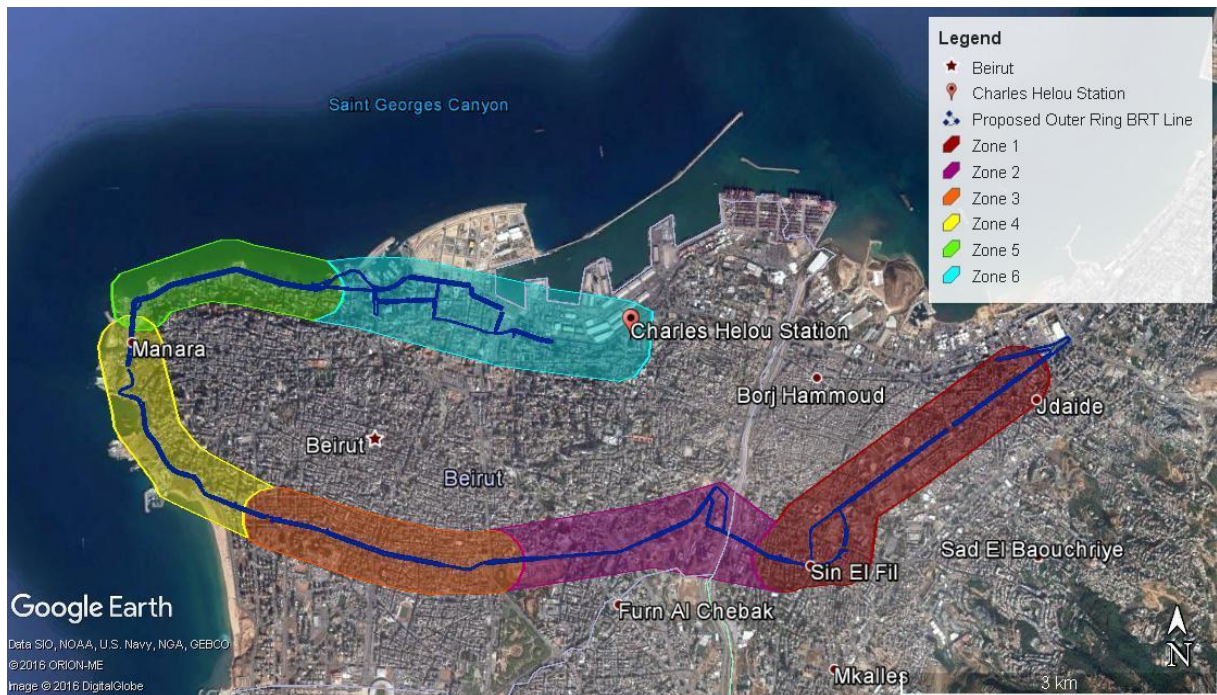 Saint Georges Canyon
Legend
Beirut
Charles Helou Station
Proposed Outer Ring BRT Line
Zone 1
Zone 2
Zone 3
Zone 4
Zone 5
Zone 6
Charles Helou Station
Manara
Borj Hammoud
Jdaide
Beirut
Beirut
Sad El Baouchriye
Sin El Fil
Furn Al Chebak
Mkalles
Google Earth
Data SIO, NOAA, U.S. Navy, NGA, GEBCO
©2016 ORION-ME
Image © 2016 DigitalGlobe
N
3 km